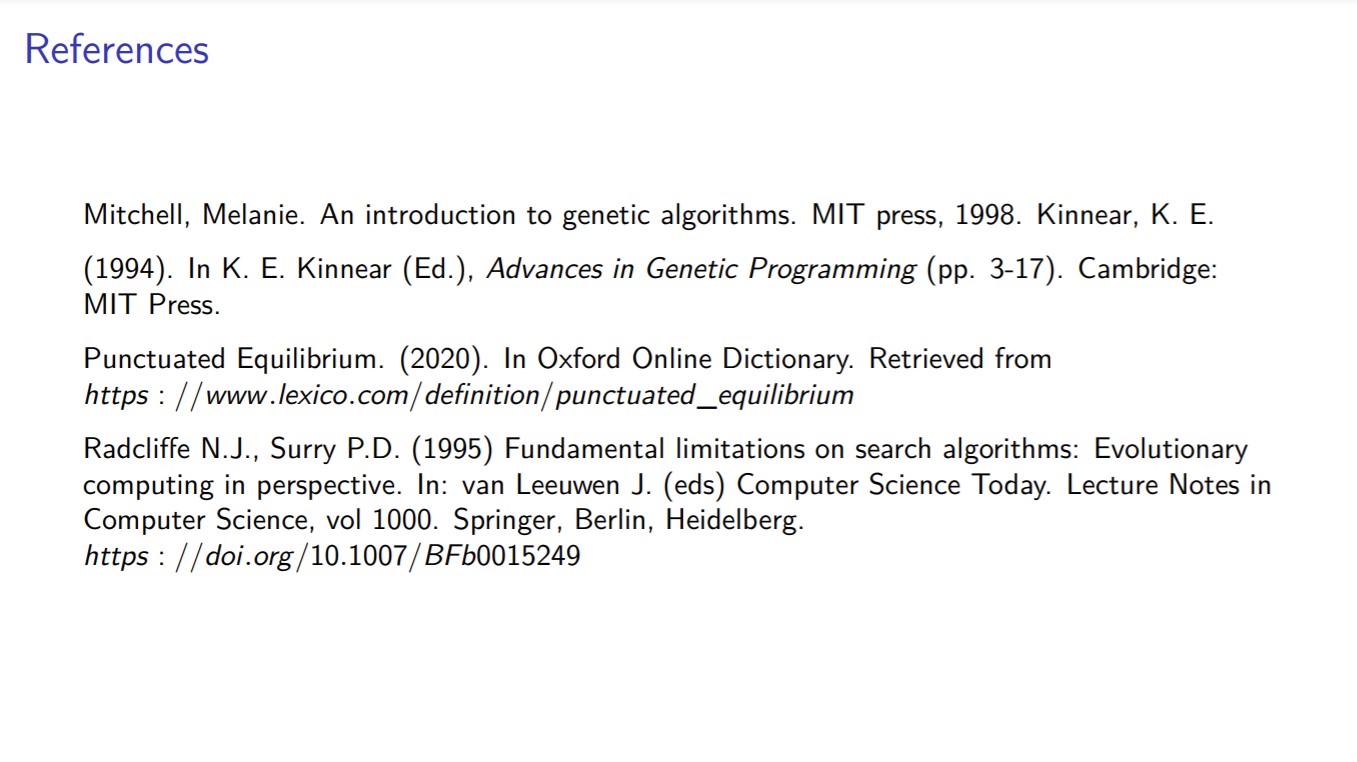 References
Mitchell, Melanie. An introduction to genetic algorithms. MIT press, 1998. Kinnear, K. E.
(1994). In K. E. Kinnear (Ed.), Advances in Genetic Programming (pp. 3-17). Cambridge:
MIT Press.
Punctuated Equilibrium. (2020). In Oxford Online Dictionary. Retrieved from
https : //www.lexico.com/definition/punctuated_equilibrium
Radcliffe N.J., Surry P.D. (1995) Fundamental limitations on search algorithms: Evolutionary
computing in perspective. In: van Leeuwen J. (eds) Computer Science Today. Lecture Notes in
Computer Science, vol 1000. Springer, Berlin, Heidelberg.
https : //doi.org/10.1007/BFb0015249